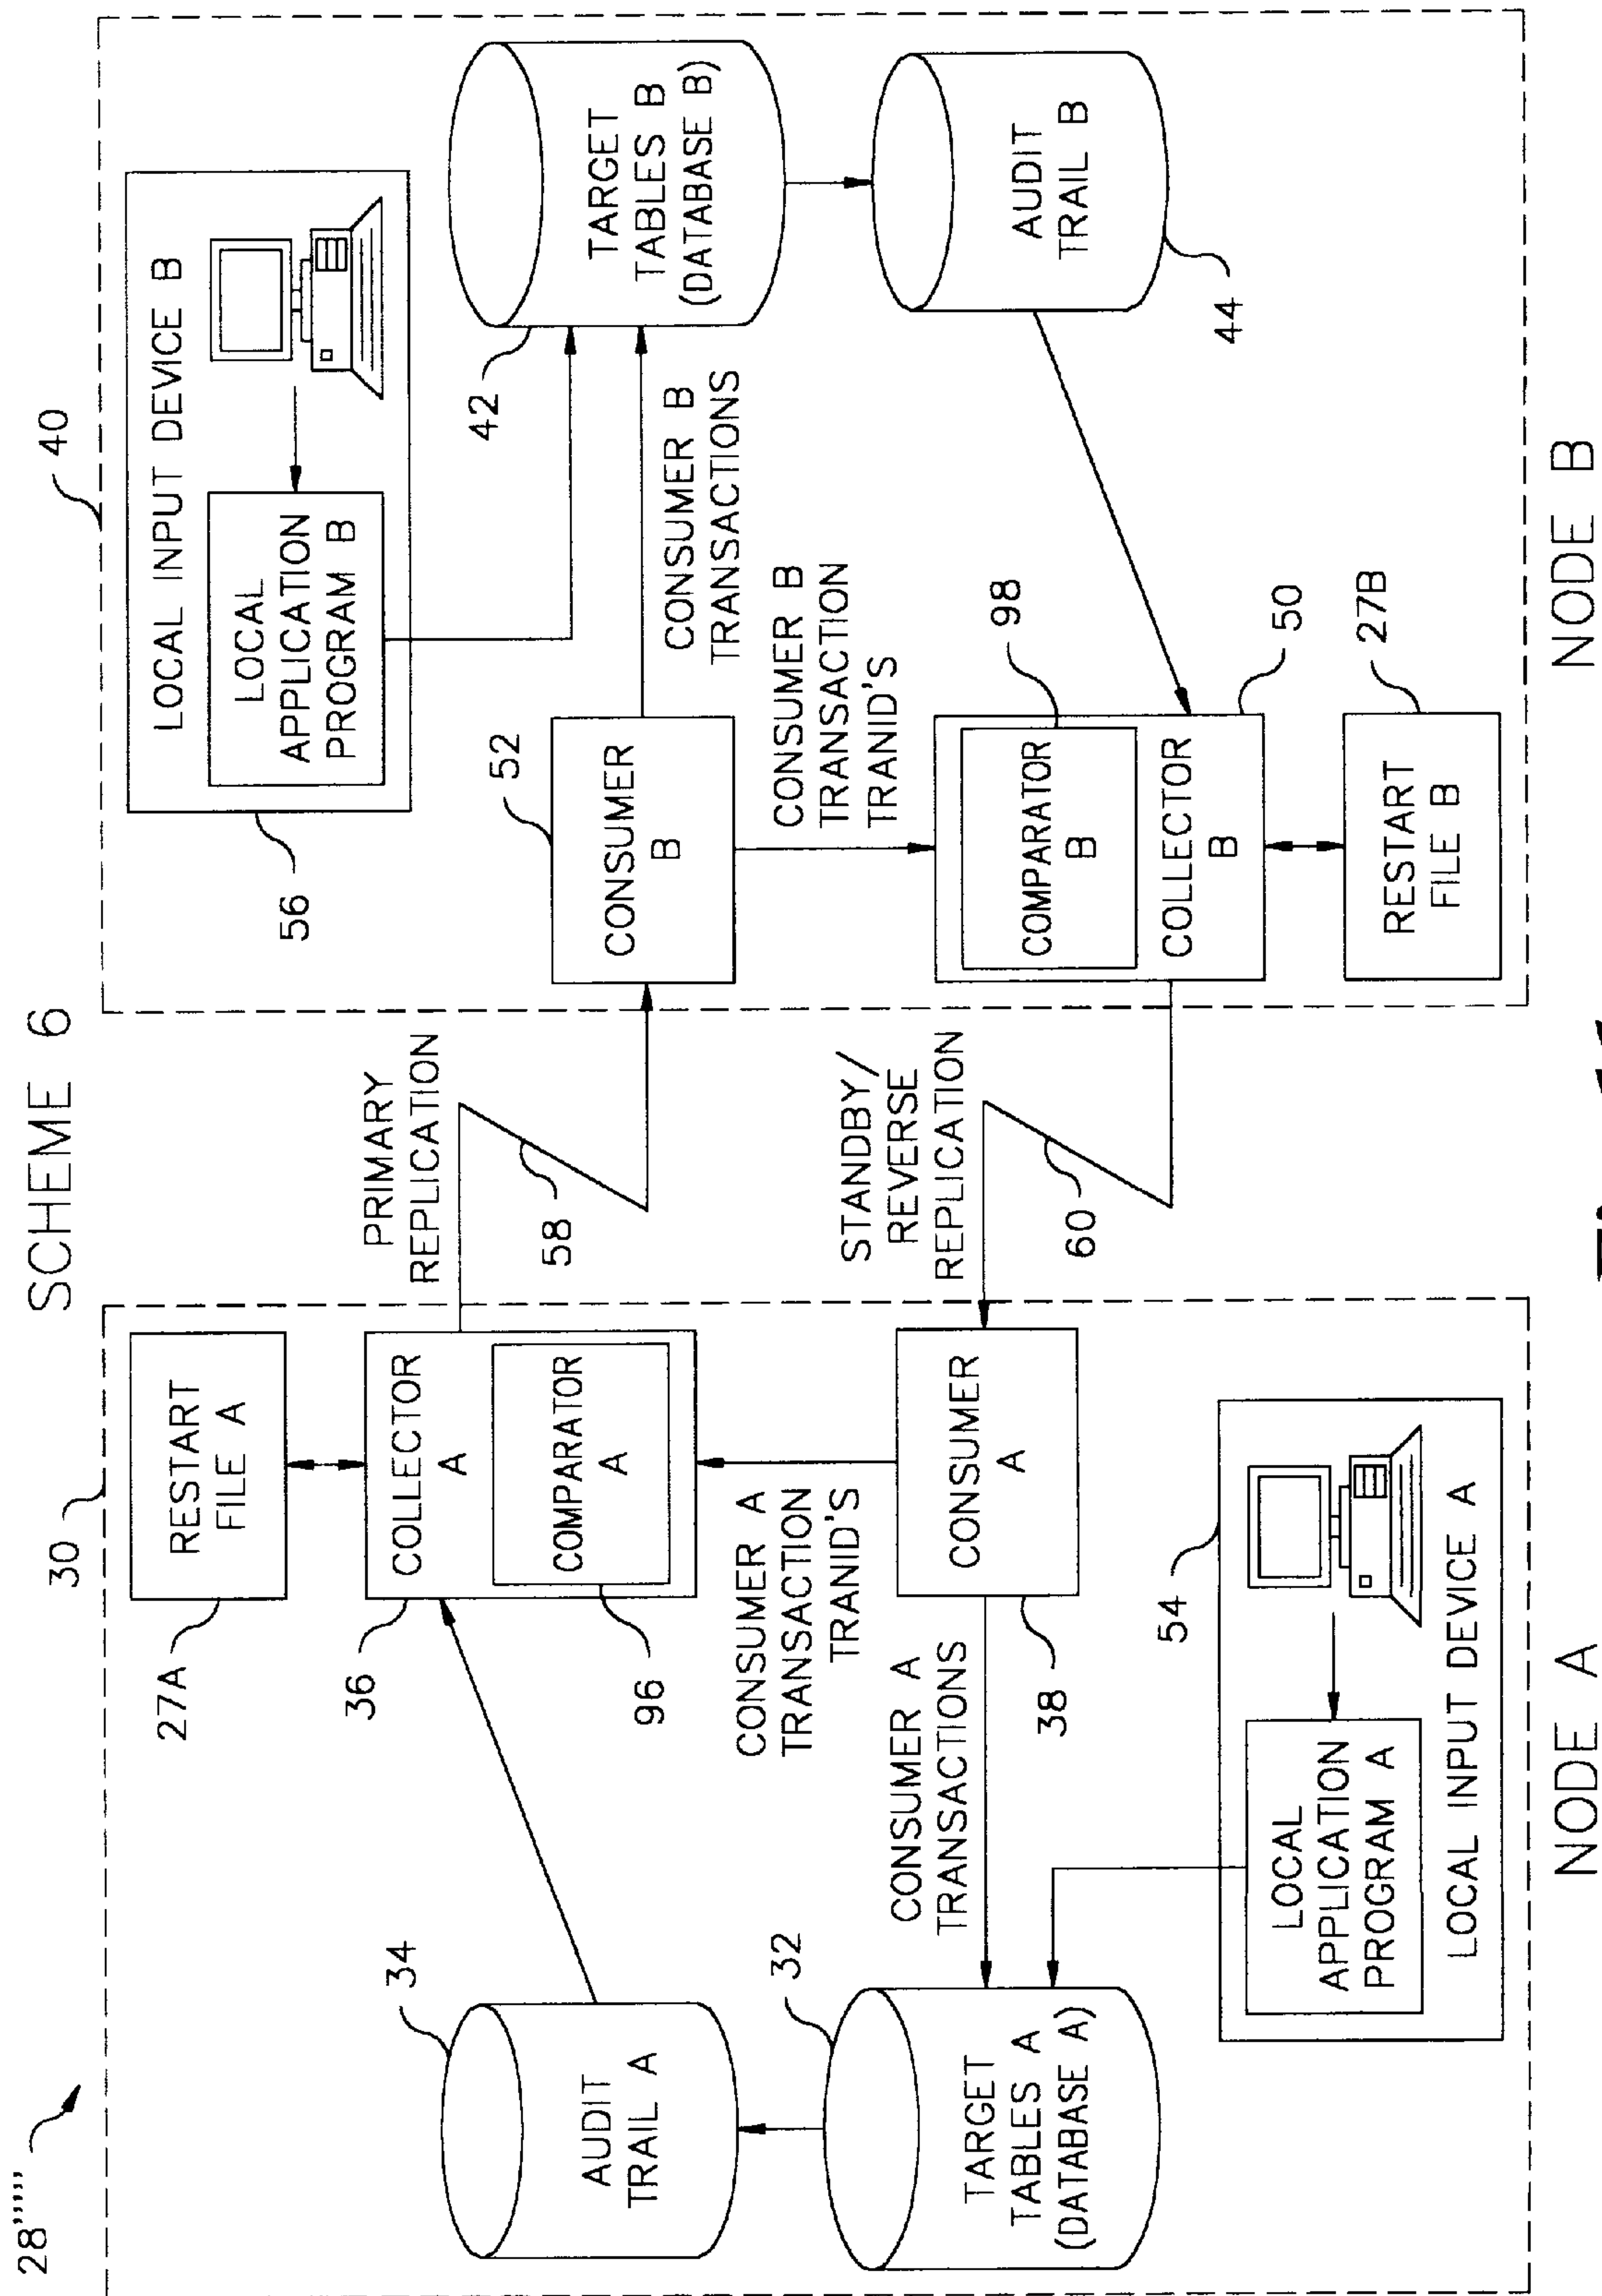 SCHEME 6
28''''''
30
RESTART
FILE A
27A
COLLECTOR
A
COMPARATOR
A
36
96
34
AUDIT
TRAIL A
CONSUMER A
TRANSACTION
TRANID'S
CONSUMER
A
38
CONSUMER A
TRANSACTIONS
32
TARGET
TABLES A
(DATABASE A)
54
LOCAL
APPLICATION
PROGRAM A
LOCAL INPUT DEVICE A
NODE A
PRIMARY
REPLICATION
58
STANDBY/
REVERSE
REPLICATION
60
40
LOCAL INPUT DEVICE B
LOCAL
APPLICATION
PROGRAM B
56
42
TARGET
TABLES B
(DATABASE B)
52
CONSUMER
B
CONSUMER B
TRANSACTIONS
CONSUMER B
TRANSACTION
TRANID'S
AUDIT
TRAIL B
44
98
COMPARATOR
B
COLLECTOR
B
50
RESTART
FILE B
27B
NODE B